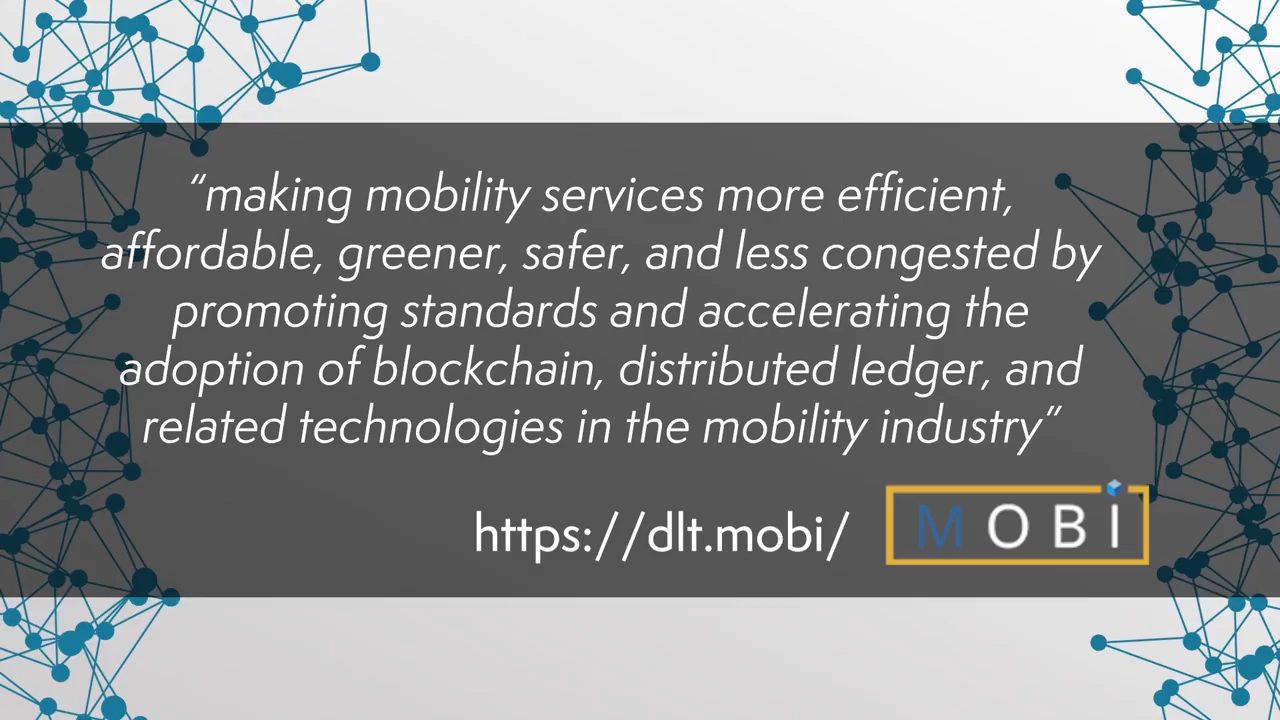 “making mobility services more efficient,
affordable, greener, safer, and less congested by
promoting standards and accelerating the
adoption of blockchain, distributed ledger, and
related technologies in the mobility industry”
https://dlt.mobi/
MOBI